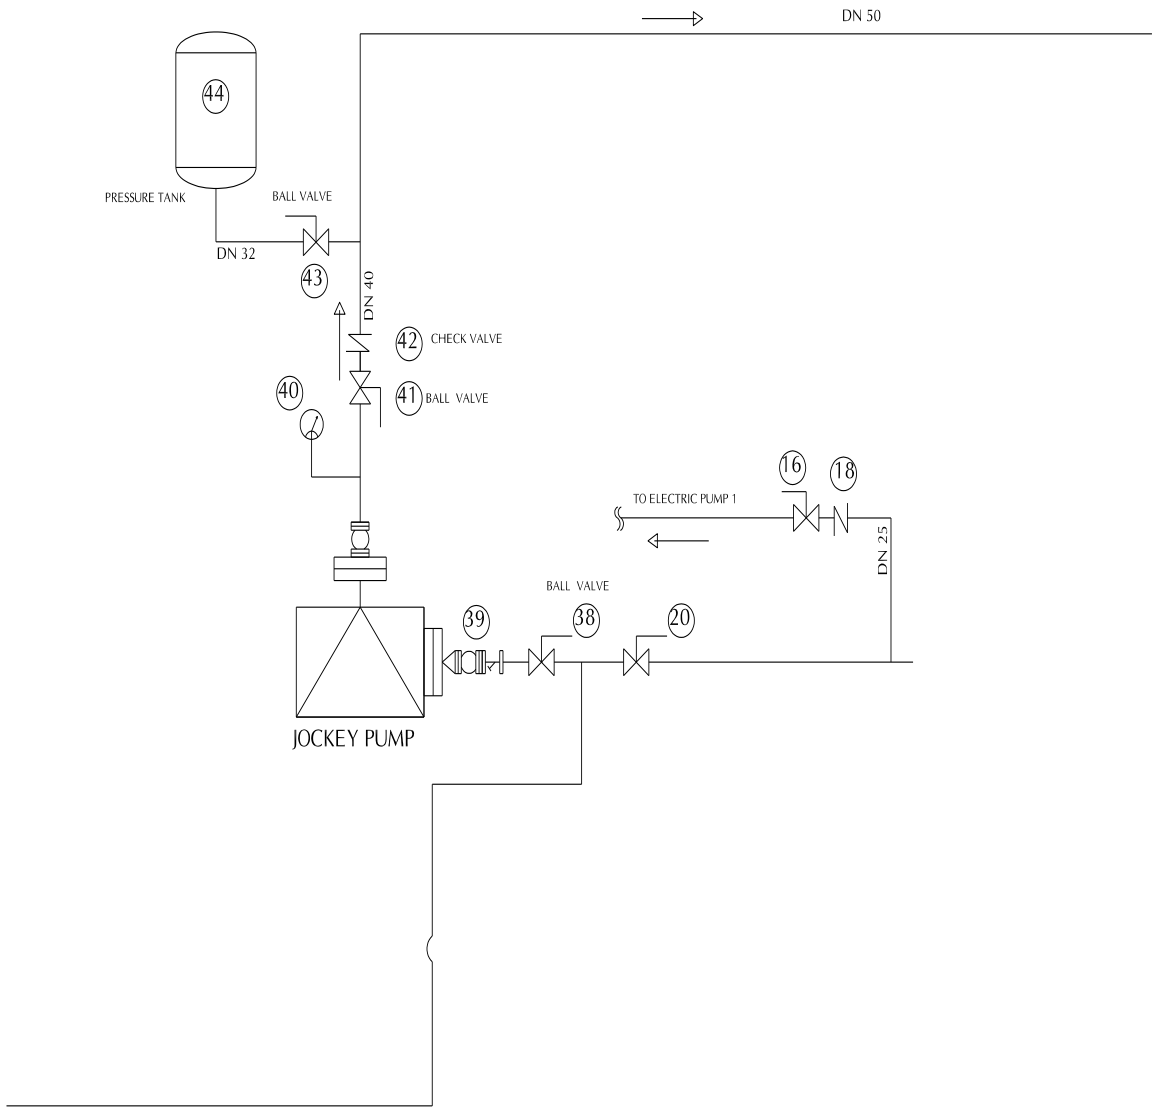 DN 50
44
PRESSURE TANK
BALL VALVE
DN 32
43
DN 40
42
CHECK VALVE
40
41
BALL VALVE
16
18
TO ELECTRIC PUMP 1
DN 25
BALL VALVE
39
38
20
JOCKEY PUMP